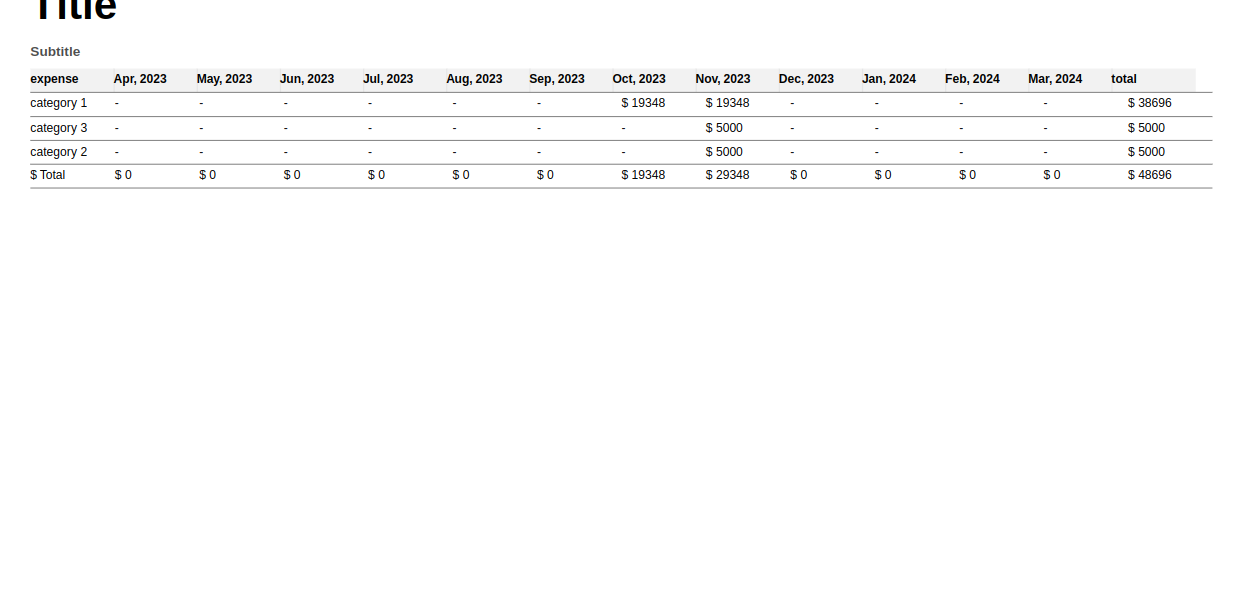 Title
Subtitle
expense Apr, 2023 May, 2023 Jun, 2023 Jul, 2023 Aug, 2023 Sep, 2023 Oct, 2023 Nov, 2023 Dec, 2023 Jan, 2024 Feb, 2024 Mar, 2024 total
category 1 - - - - - - $ 19348 $ 19348 - - - - $ 38696
category 3 - - - - - - - $ 5000 - - - - $ 5000
category 2 - - - - - - - $ 5000 - - - - $ 5000
$ Total $ 0 $ 0 $ 0 $ 0 $ 0 $ 0 $ 19348 $ 29348 $ 0 $ 0 $ 0 $ 0 $ 48696